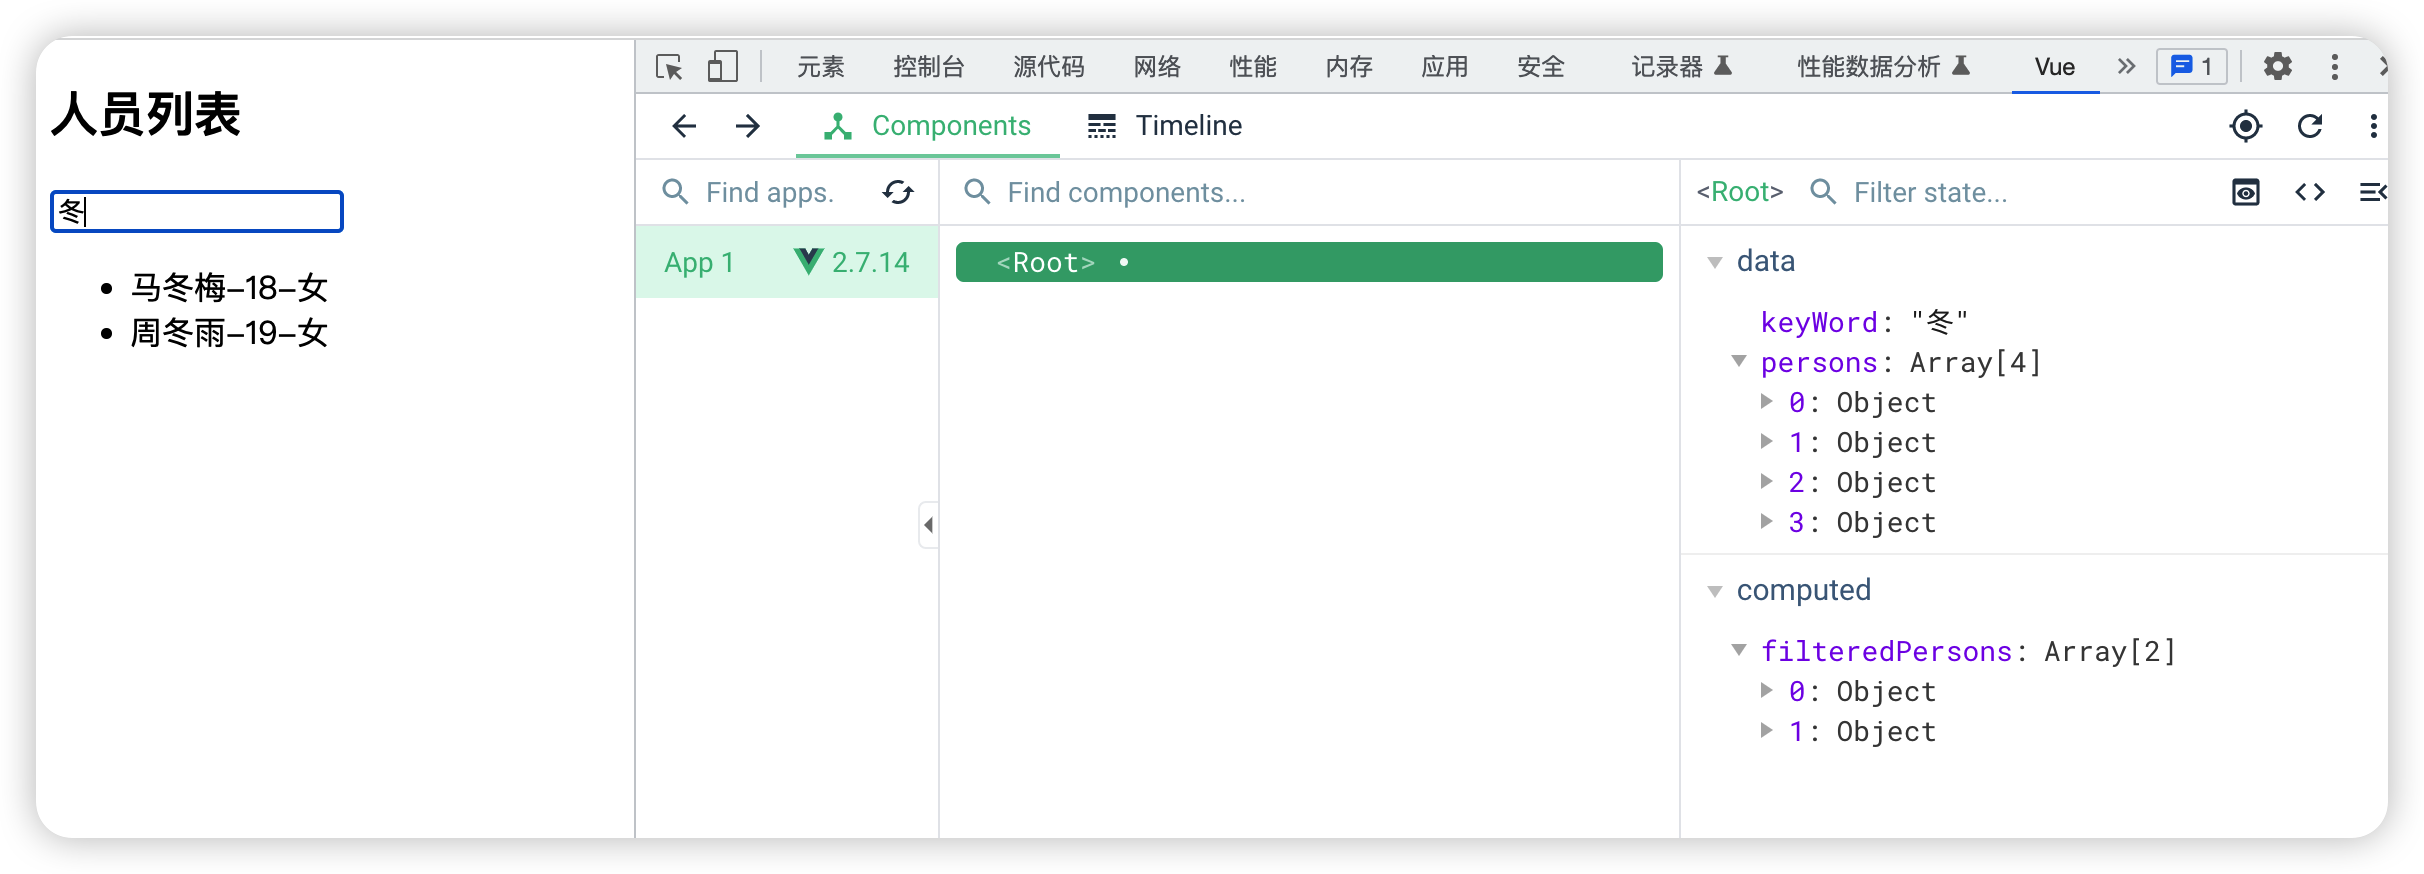 人员列表
冬
马冬梅-18-女
周冬雨-19-女
元素 控制台 源代码 网络 性能 内存 应用 安全 记录器 性能数据分析 Vue 1
Components Timeline
Find apps.
Find components...
<Root> Filter state...
App 1 2.7.14
<Root>
data
keyWord: "冬"
persons: Array[4]
0: Object
1: Object
2: Object
3: Object
computed
filteredPersons: Array[2]
0: Object
1: Object